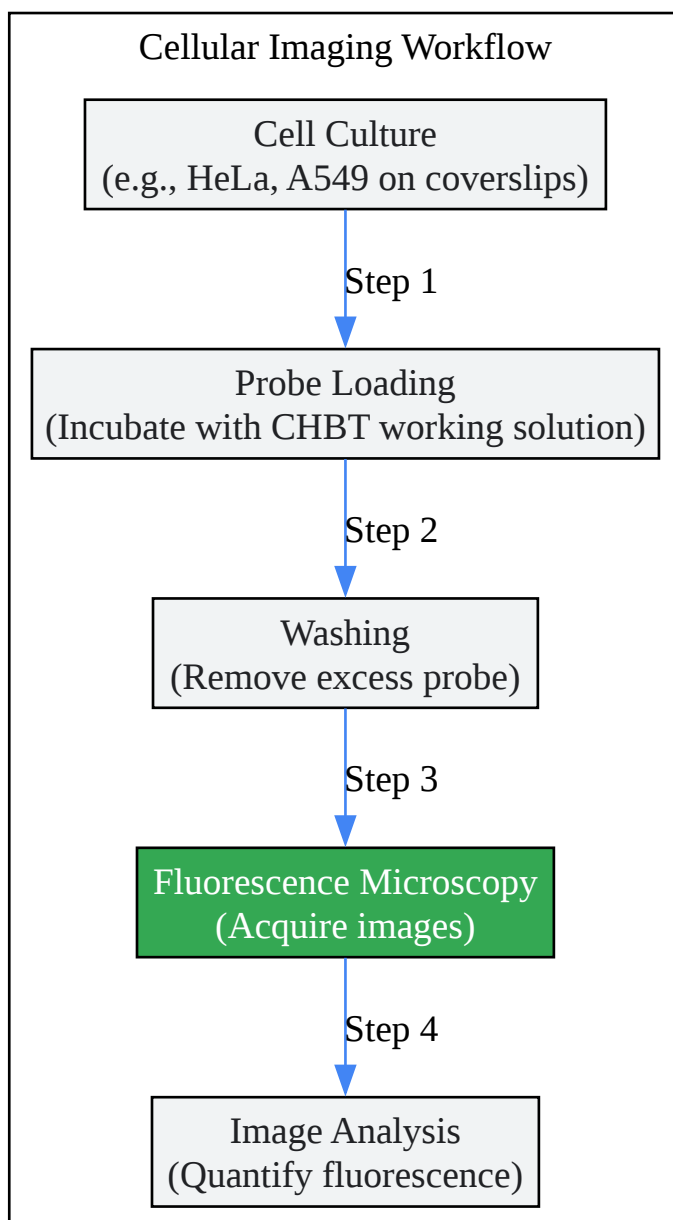 Cellular Imaging Workflow
Cell Culture
(e.g., HeLa, A549 on coverslips)
Step 1
Probe Loading
(Incubate with CHBT working solution)
Step 2
Washing
(Remove excess probe)
Step 3
Fluorescence Microscopy
(Acquire images)
Step 4
Image Analysis
(Quantify fluorescence)